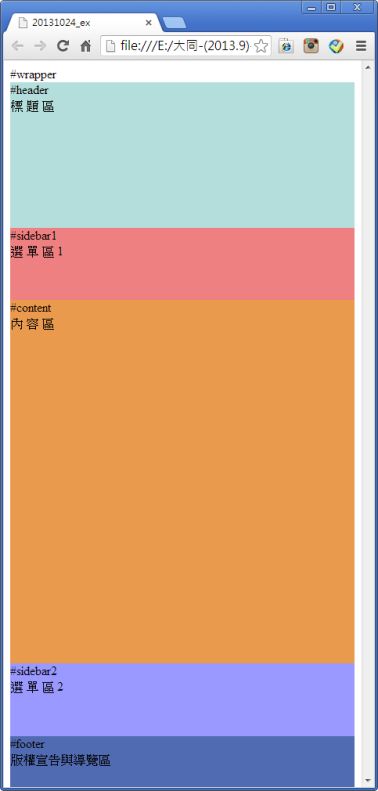 20131024_ex
file:///E:/大同-(2013.9)
#wrapper
#header
標 題 區
#sidebar1
選 單 區 1
#content
內 容 區
#sidebar2
選 單 區 2
#footer
版權宣告與導覽區